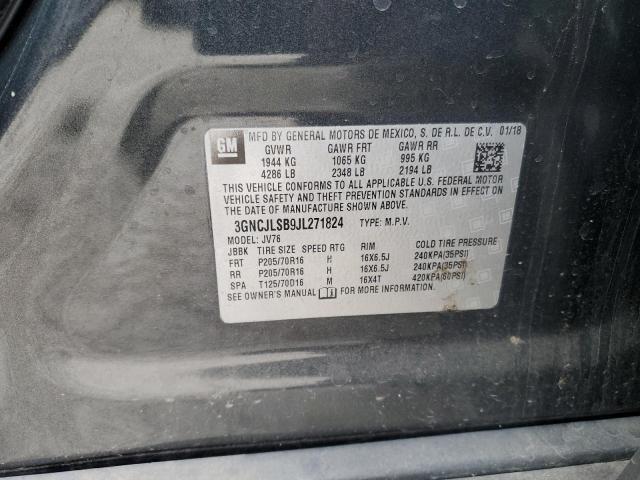 GM MFD BY GENERAL MOTORS DE MEXICO, S. DE R.L. DE C.V. 01/18
GVWR GAWR FRT GAWR RR
1944 KG 1065 KG 995 KG
4286 LB 2348 LB 2194 LB
THIS VEHICLE CONFORMS TO ALL APPLICABLE U.S. FEDERAL MOTOR
VEHICLE SAFETY AND THEFT PREVENTION STANDARDS IN EFFECT ON
THE DATE OF MANUFACTURE SHOWN ABOVE.
3GNCJLSB9JL271824 TYPE: M.P.V.
MODEL: JV76
JBBK TIRE SIZE SPEED RTG RIM COLD TIRE PRESSURE
FRT P205/70R16 H 16X6.5J 240KPA(35PSI)
RR P205/70R16 H 16X6.5J 240KPA(35PSI)
SPA T125/70D16 M 16X4T 420KPA(60PSI)
SEE OWNER'S MANUAL FOR MORE INFORMATION